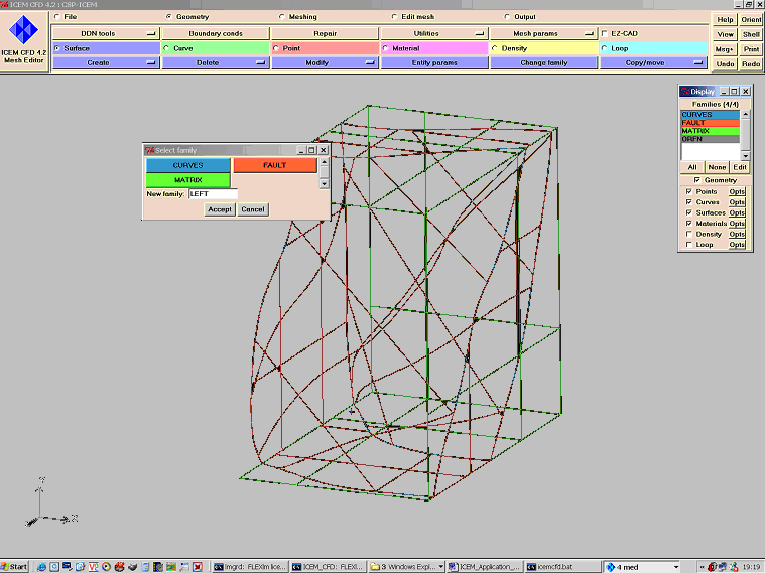 ICEM CFD 4.2 : CSP-ICEM
File Geometry Meshing Edit mesh Output
Help Orient
DDN tools Boundary conds Repair Utilities Mesh params EZ-CAD
View Shell
ICEM CFD 4.2
Mesh Editor
Surface Curve Point Material Density Loop
Msg Print
Create Delete Modify Entity params Change family Copy/move
Undo Redo
Display
Families (4/4)
CURVES
FAULT
MATRIX
ORFN
All None Edit
Geometry
Points Opts
Curves Opts
Surfaces Opts
Materials Opts
Density Opts
Loop Opts
Select family
CURVES FAULT
MATRIX
New family: LEFT
Accept Cancel
X
Start
lmgrd: FLEXlm lice...
ICEM_CFD: FLEXl...
3 Windows Expl...
ICEM_Application_...
icemcfd.bat
4 med
19:19